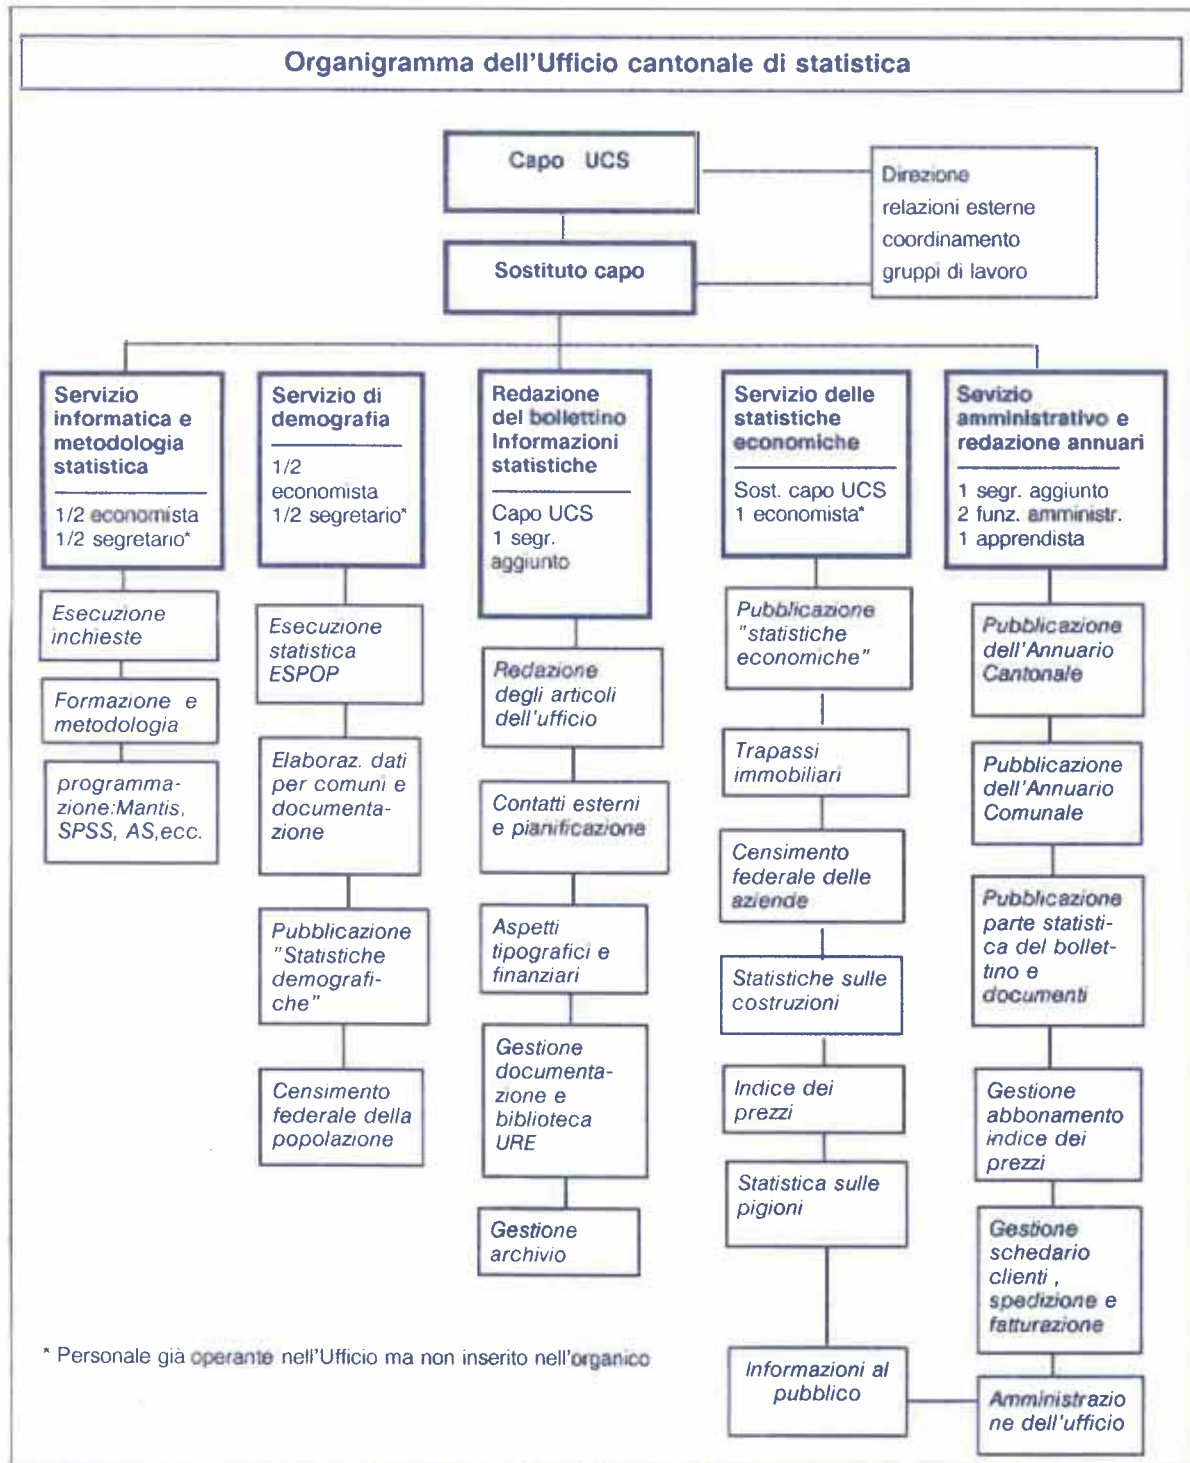 Organigramma dell'Ufficio cantonale di statistica
Capo UCS
Direzione
relazioni esterne
coordinamento
gruppi di lavoro
Sostituto capo
Servizio
informatica e
metodologia
statistica
1/2 economista
1/2 segretario*
Esecuzione
inchieste
Formazione e
metodologia
programma-
zione:Mantis,
SPSS, AS,ecc.
Servizio di
demografia
1/2
economista
1/2 segretario*
Esecuzione
statistica
ESPOP
Elaboraz. dati
per comuni e
documenta-
zione
Pubblicazione
"Statistiche
demografi-
che"
Censimento
federale della
popolazione
Redazione
del bollettino
Informazioni
statistiche
Capo UCS
1 segr.
aggiunto
Redazione
degli articoli
dell'ufficio
Contatti esterni
e pianificazione
Aspetti
tipografici e
finanziari
Gestione
documenta-
zione e
biblioteca
URE
Gestione
archivio
Servizio delle
statistiche
economiche
Sost. capo UCS
1 economista*
Pubblicazione
"statistiche
economiche"
Trapassi
immobiliari
Censimento
federale delle
aziende
Statistiche sulle
costruzioni
Indice dei
prezzi
Statistica sulle
pigioni
Informazioni al
pubblico
Sevizio
amministrativo e
redazione annuari
1 segr. aggiunto
2 funz. amministr.
1 apprendista
Pubblicazione
dell'Annuario
Cantonale
Pubblicazione
dell'Annuario
Comunale
Pubblicazione
parte statisti-
ca del bollet-
tino e
documenti
Gestione
abbonamento
indice dei
prezzi
Gestione
schedario
clienti ,
spedizione e
fatturazione
Amministrazio
ne dell'ufficio
* Personale già operante nell'Ufficio ma non inserito nell'organico